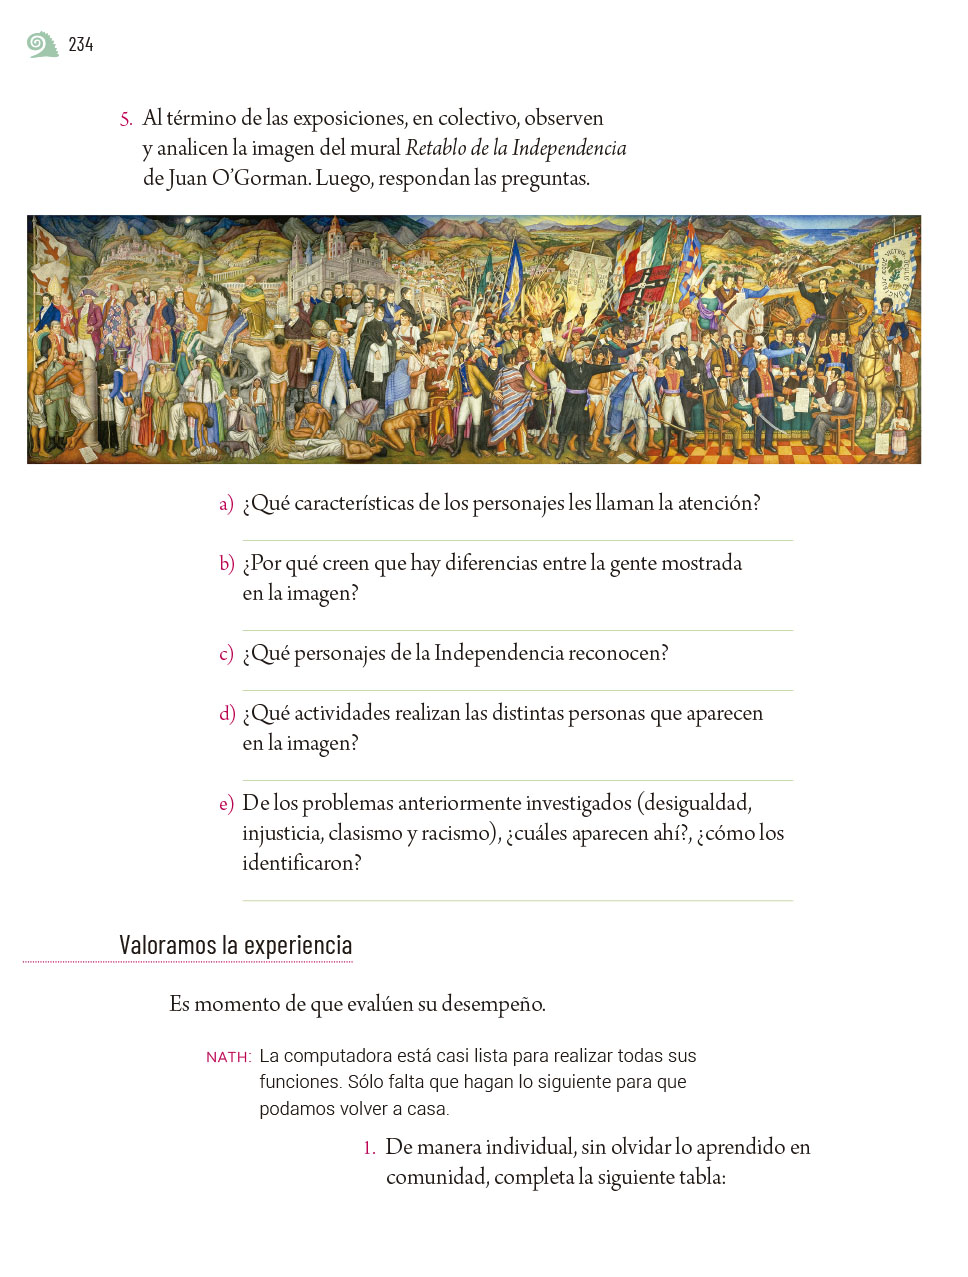 234
5. Al término de las exposiciones, en colectivo, observen
y analicen la imagen del mural Retablo de la Independencia
de Juan O’Gorman. Luego, respondan las preguntas.
a) ¿Qué características de los personajes les llaman la atención?
b) ¿Por qué creen que hay diferencias entre la gente mostrada
en la imagen?
c) ¿Qué personajes de la Independencia reconocen?
d) ¿Qué actividades realizan las distintas personas que aparecen
en la imagen?
e) De los problemas anteriormente investigados (desigualdad,
injusticia, clasismo y racismo), ¿cuáles aparecen ahí?, ¿cómo los
identificaron?
Valoramos la experiencia
Es momento de que evalúen su desempeño.
NATH: La computadora está casi lista para realizar todas sus
funciones. Sólo falta que hagan lo siguiente para que
podamos volver a casa.
1. De manera individual, sin olvidar lo aprendido en
comunidad, completa la siguiente tabla: